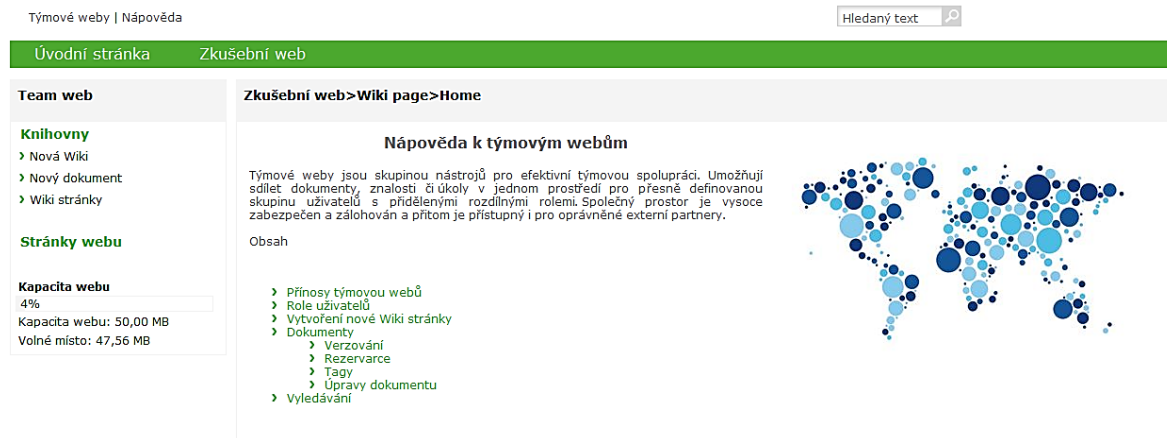 Týmové weby | Nápověda
Hledaný text
Úvodní stránka
Zkušební web
Team web
Knihovny
Nová Wiki
Nový dokument
Wiki stránky
Stránky webu
Kapacita webu
4%
Kapacita webu: 50,00 MB
Volné místo: 47,56 MB
Zkušební web>Wiki page>Home
Nápověda k týmovým webům
Týmové weby jsou skupinou nástrojů pro efektivní týmovou spolupráci. Umožňují
sdílet dokumenty, znalosti či úkoly v jednom prostředí pro přesně definovanou
skupinu uživatelů s přidělenými rozdílnými rolemi. Společný prostor je vysoce
zabezpečen a zálohován a přitom je přístupný i pro oprávněné externí partnery.
Obsah
Přínosy týmovou webů
Role uživatelů
Vytvoření nové Wiki stránky
Dokumenty
Verzování
Rezervarce
Tagy
Úpravy dokumentu
Vyledávání